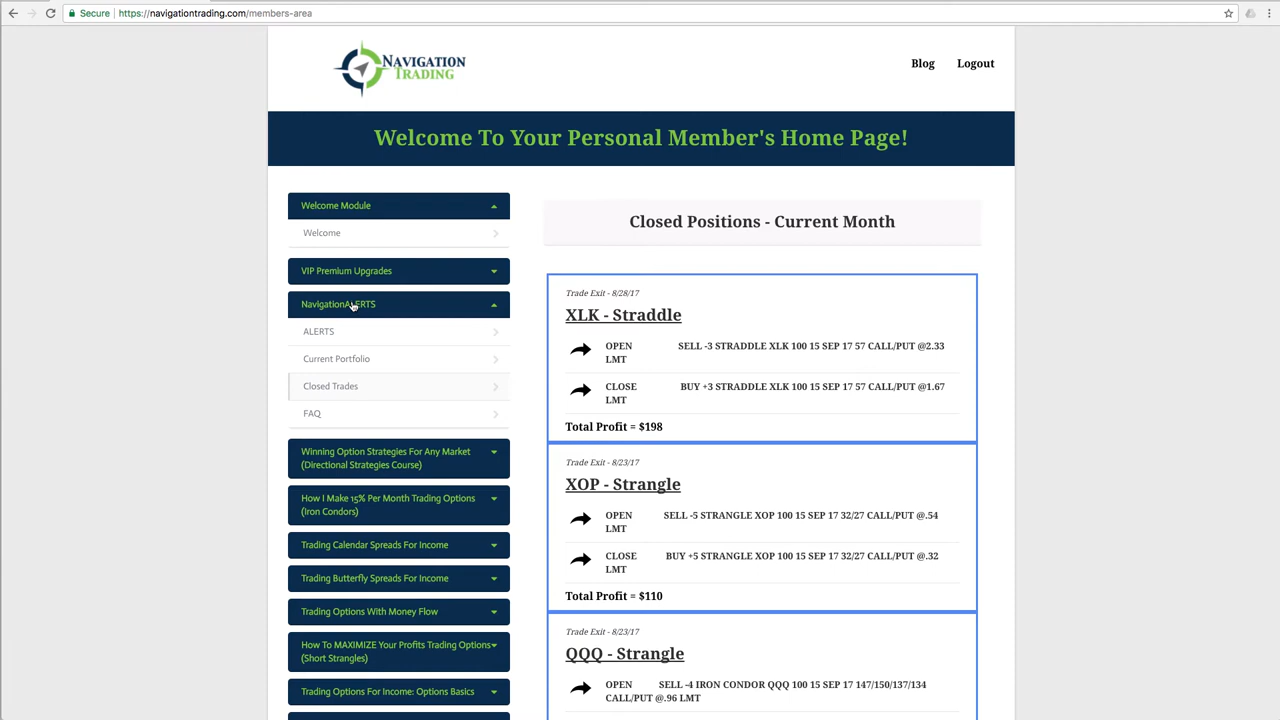 Secure https://navigationtrading.com/members-area
NAVIGATION
TRADING
Blog Logout
Welcome To Your Personal Member's Home Page!
Welcome Module
Welcome
VIP Premium Upgrades
NavigationALERTS
ALERTS
Current Portfolio
Closed Trades
FAQ
Winning Option Strategies For Any Market
(Directional Strategies Course)
How I Make 15% Per Month Trading Options
(Iron Condors)
Trading Calendar Spreads For Income
Trading Butterfly Spreads For Income
Trading Options With Money Flow
How To MAXIMIZE Your Profits Trading Options
(Short Strangles)
Trading Options For Income: Options Basics
Closed Positions - Current Month
Trade Exit - 8/28/17
XLK - Straddle
OPEN SELL -3 STRADDLE XLK 100 15 SEP 17 57 CALL/PUT @2.33
LMT
CLOSE BUY +3 STRADDLE XLK 100 15 SEP 17 57 CALL/PUT @1.67
LMT
Total Profit = $198
Trade Exit - 8/23/17
XOP - Strangle
OPEN SELL -5 STRANGLE XOP 100 15 SEP 17 32/27 CALL/PUT @.54
LMT
CLOSE BUY +5 STRANGLE XOP 100 15 SEP 17 32/27 CALL/PUT @.32
LMT
Total Profit = $110
Trade Exit - 8/23/17
QQQ - Strangle
OPEN SELL -4 IRON CONDOR QQQ 100 15 SEP 17 147/150/137/134
CALL/PUT @.96 LMT